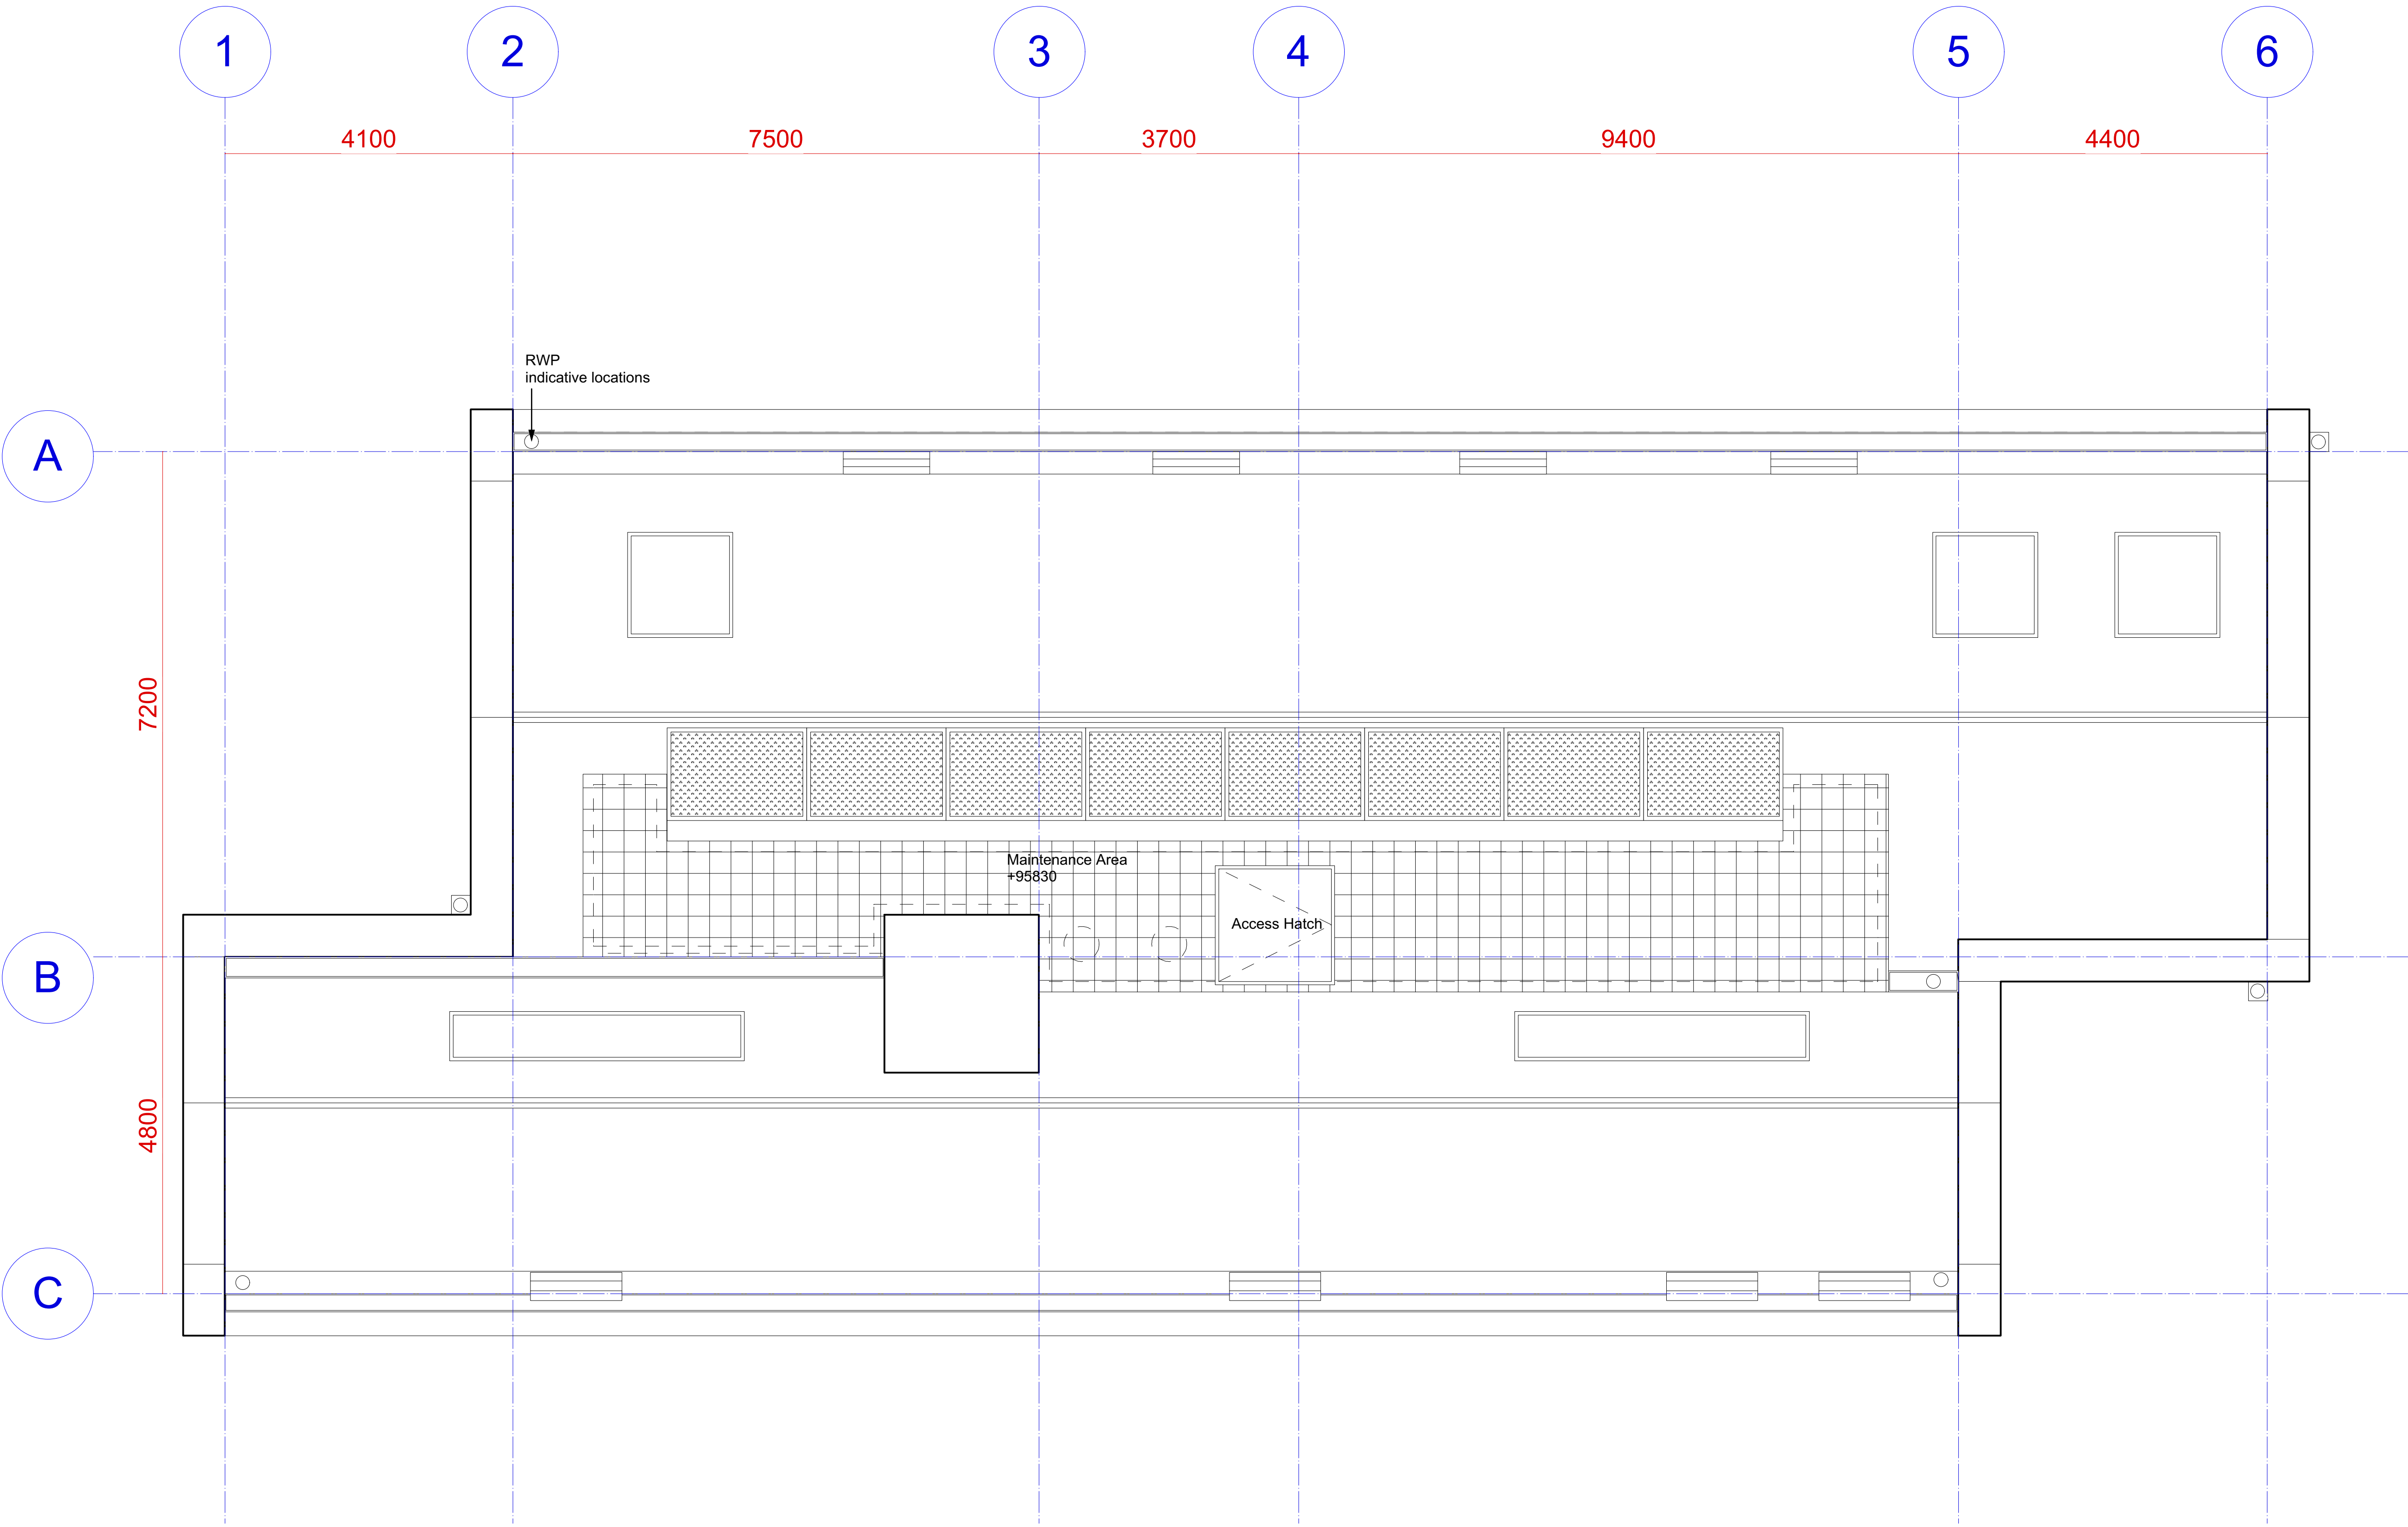 1
2
3
4
5
6
4100
7500
3700
9400
4400
RWP
indicative locations
A
7200
Maintenance Area
+95830
Access Hatch
B
4800
C